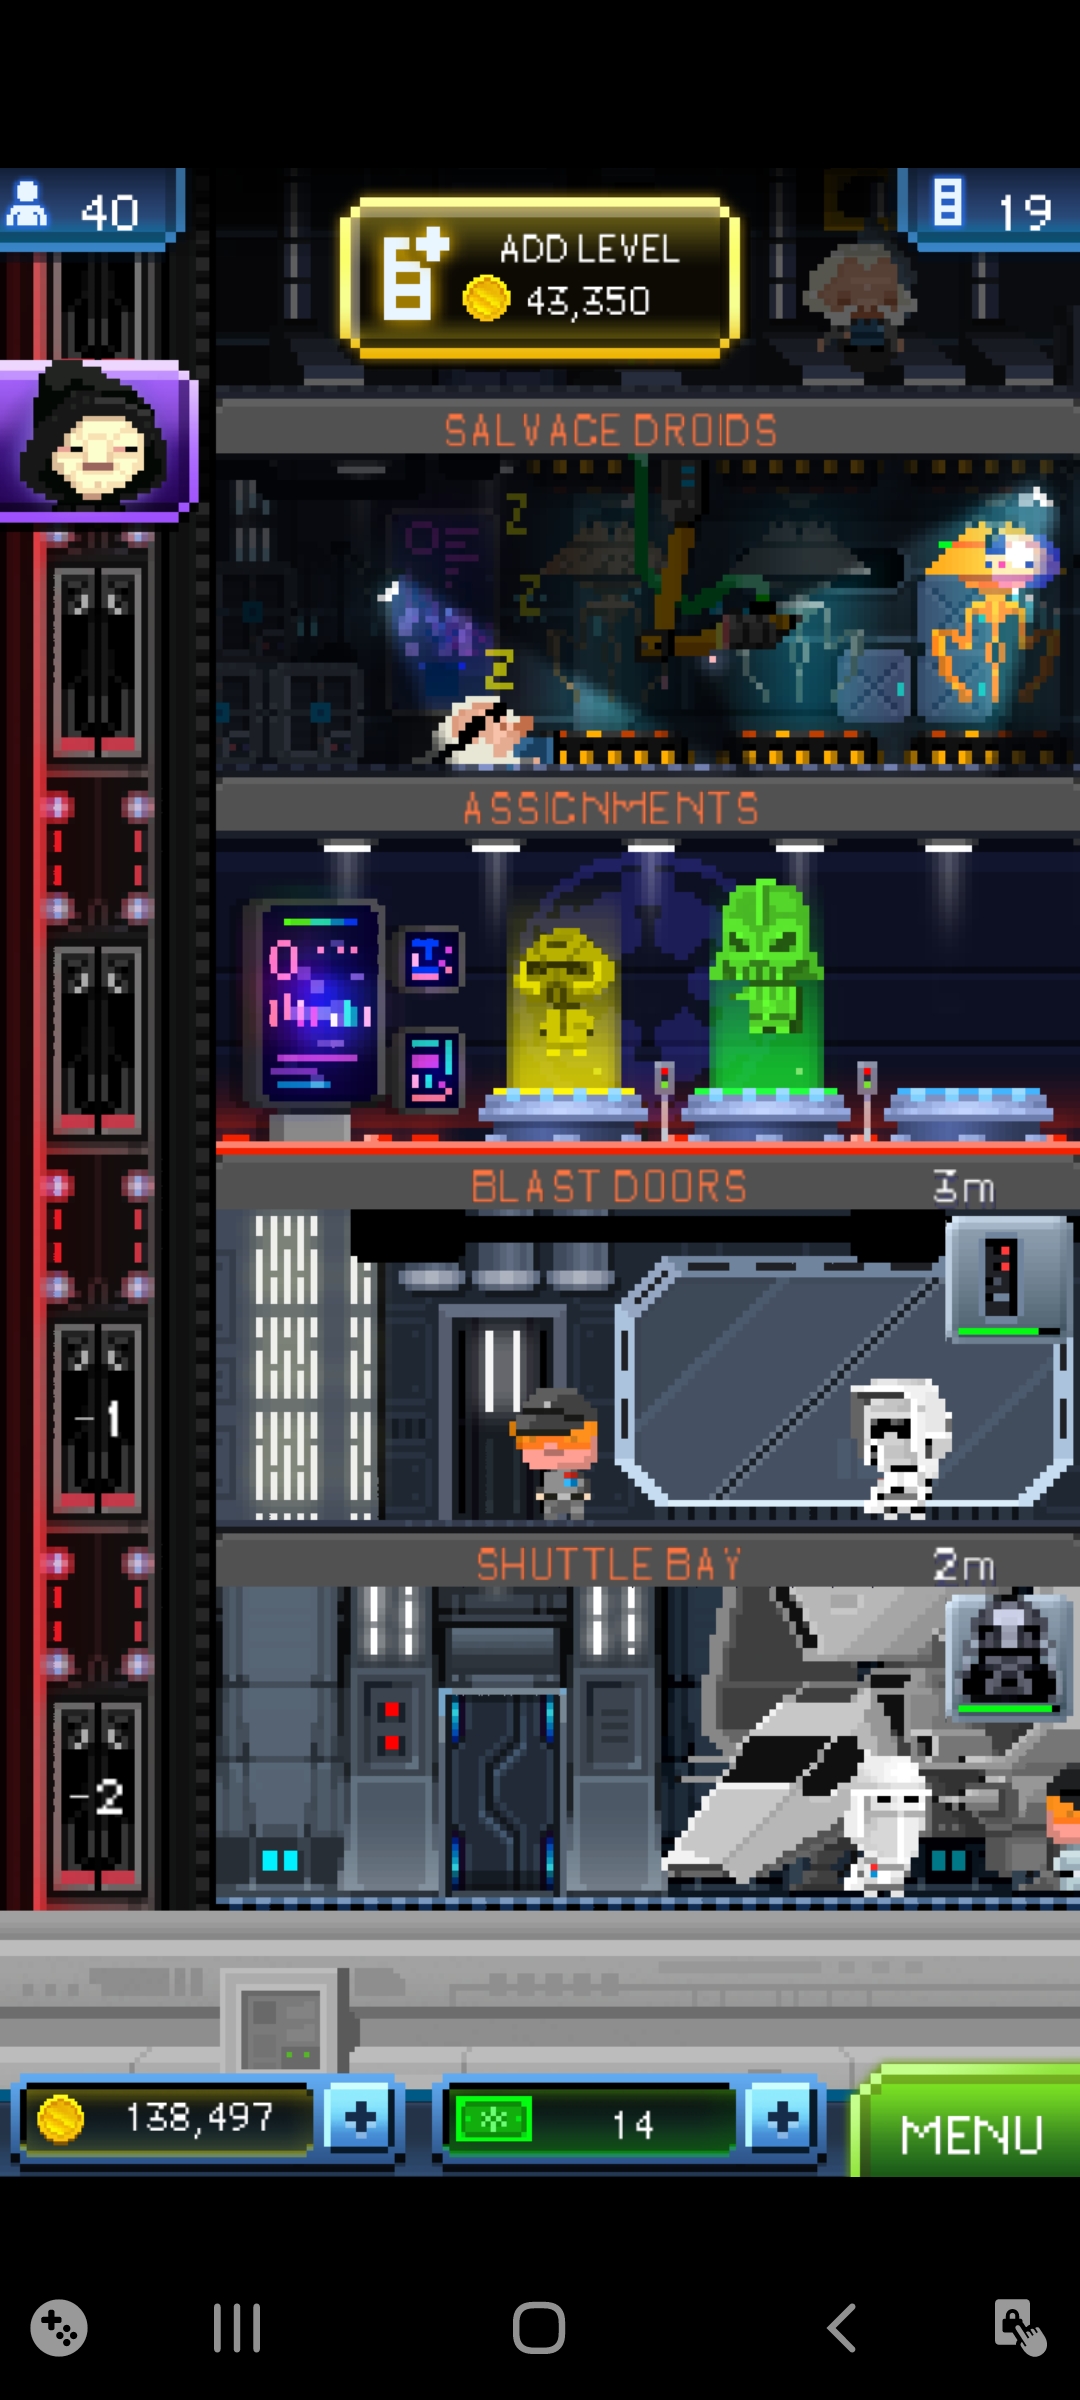 40
ADD LEVEL
43,350
19
SALVAGE DROIDS
Z
Z
Z
ASSIGNMENTS
BLAST DOORS 3m
-1
SHUTTLE BAY 2m
-2
138,497
14
MENU